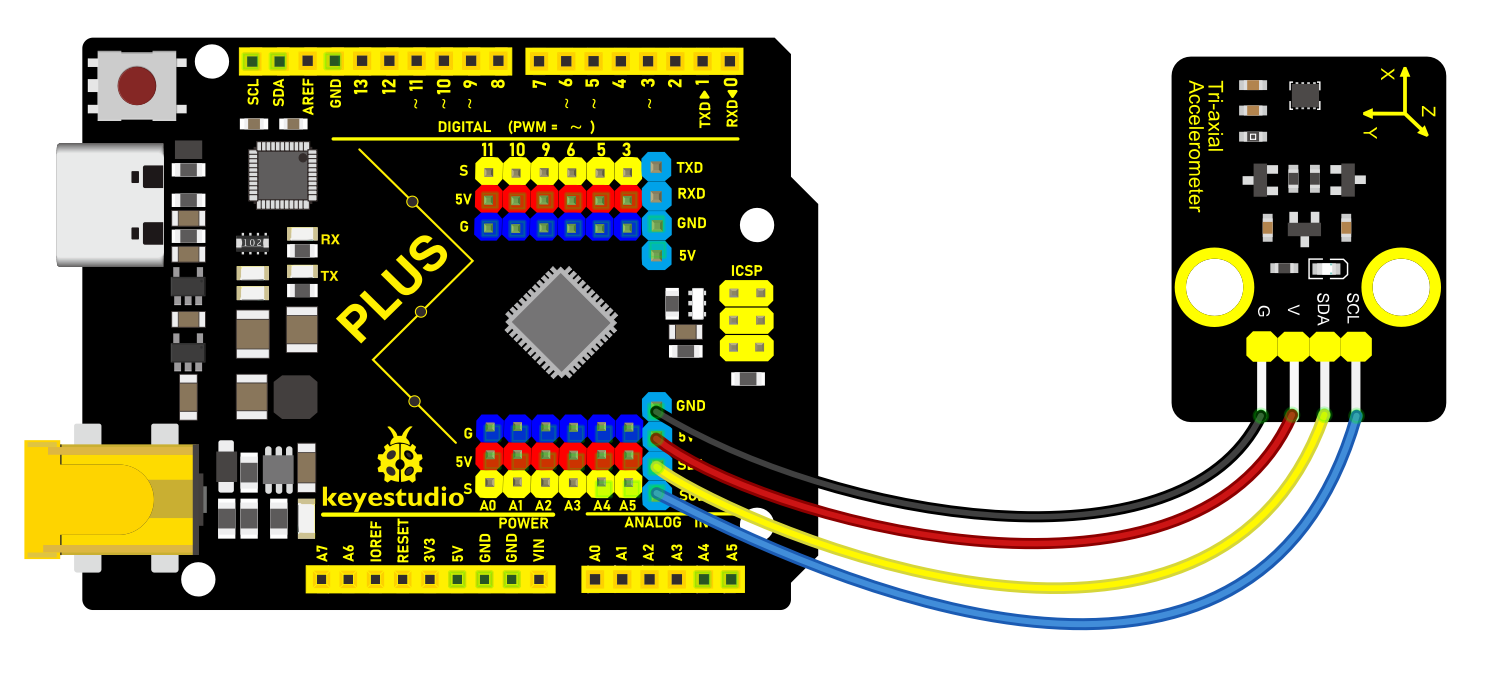 SCL SDA AREF GND 13 12 ~11 ~10 ~9 8 7 ~6 ~5 4 ~3 2 TXD▶1 RXD◀0
DIGITAL (PWM = ~ )
11 10 9 6 5 3
S
5V
G
TXD
RXD
GND
5V
102
RX
TX
PLUS
ICSP
GND
G
5V
5V
S
A0 A1 A2 A3 A4 A5
keyestudio
POWER
ANALOG
A7 A6 IOREF RESET 3V3 5V GND GND VIN A0 A1 A2 A3 A4 A5
Tri-axial
Accelerometer
X
Y
Z
G V SDA SCL